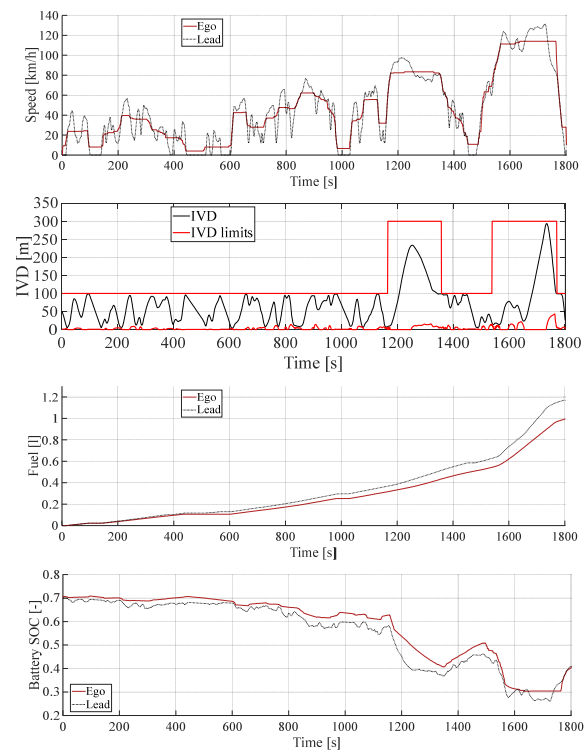 140
120
100
80
60
40
20
0
Speed [km/h]
Ego
Lead
0 200 400 600 800 1000 1200 1400 1600 1800
Time [s]
350
300
250
200
150
100
50
0
IVD [m]
IVD
IVD limits
0 200 400 600 800 1000 1200 1400 1600 1800
Time [s]
1.2
1
0.8
0.6
0.4
0.2
0
Fuel [l]
Ego
Lead
0 200 400 600 800 1000 1200 1400 1600 1800
Time [s]
0.8
0.7
0.6
0.5
0.4
0.3
0.2
Battery SOC [-]
Ego
Lead
0 200 400 600 800 1000 1200 1400 1600 1800
Time [s]